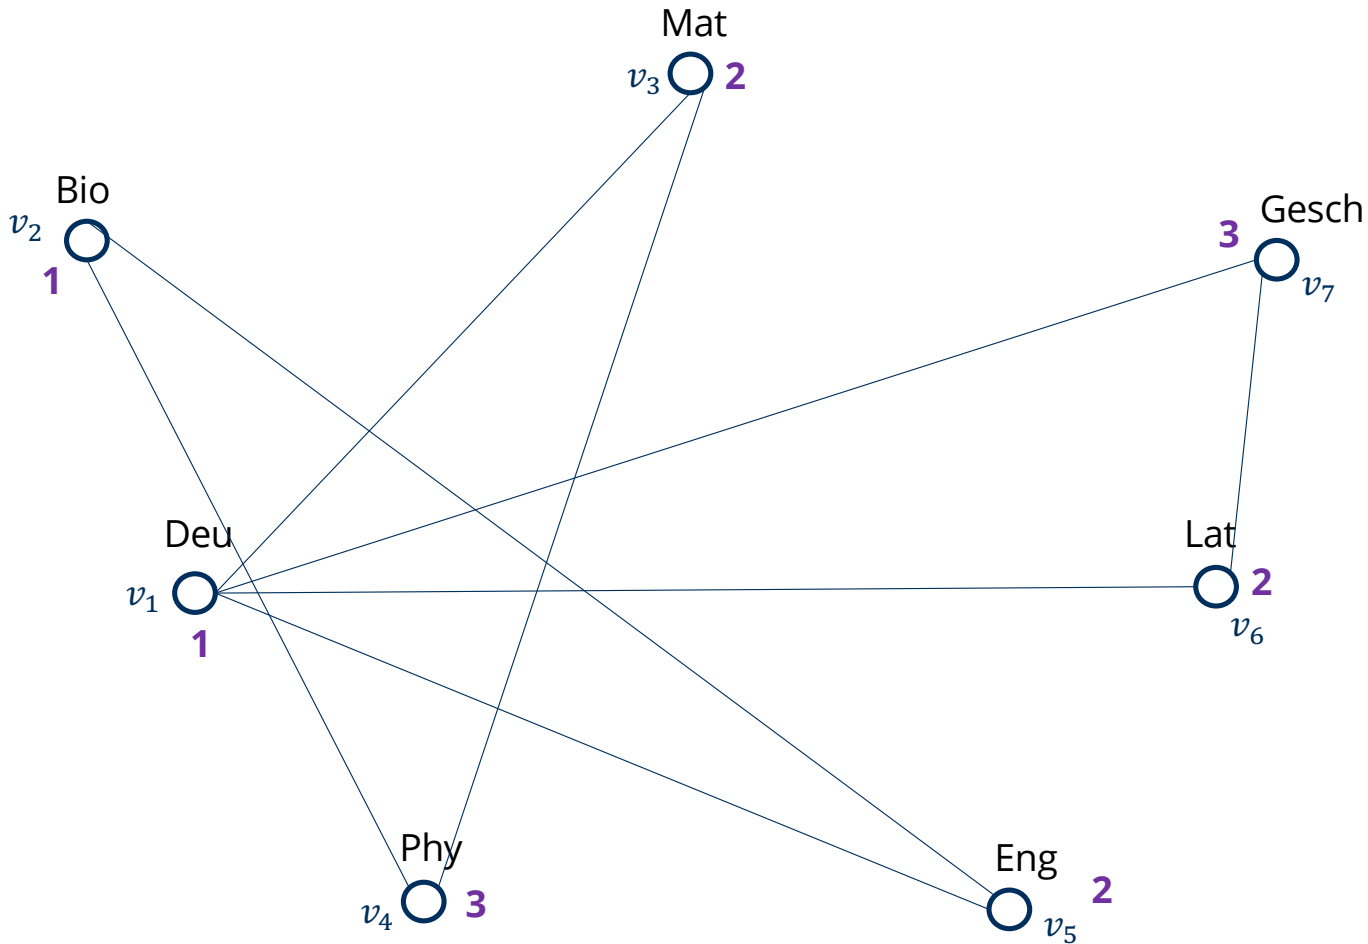 Mat
v₃ 2
Bio
v₂
1
Gesch
3
v₇
Deu
v₁
1
Lat
2
v₆
Phy
v₄ 3
Eng
2
v₅